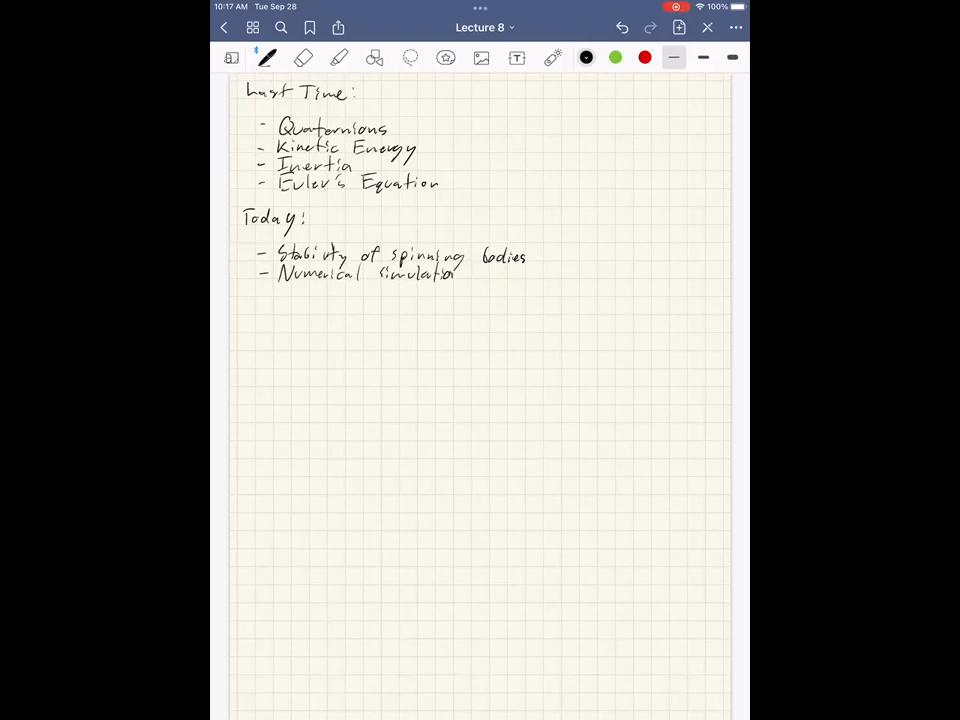 10:17 AM Tue Sep 28
100%
Lecture 8
T
Last Time:
- Quaternions
- Kinetic Energy
- Inertia
- Euler's Equation
Today:
- Stability of spinning bodies
- Numerical simulation